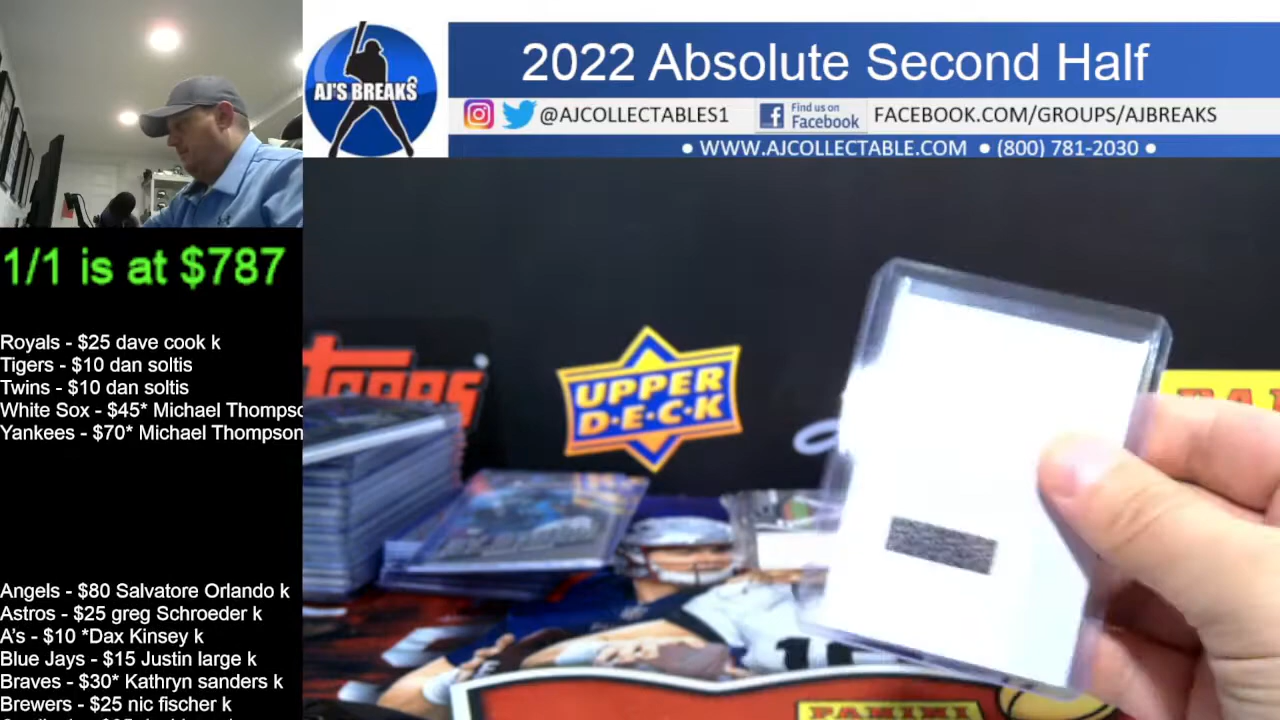 AJ'S BREAKS
2022 Absolute Second Half
@AJCOLLECTABLES1
Find us on
Facebook
FACEBOOK.COM/GROUPS/AJBREAKS
• WWW.AJCOLLECTABLE.COM • (800) 781-2030 •
1/1 is at $787
Royals - $25 dave cook k
Tigers - $10 dan soltis
Twins - $10 dan soltis
White Sox - $45* Michael Thompso
Yankees - $70* Michael Thompson
Angels - $80 Salvatore Orlando k
Astros - $25 greg Schroeder k
A's - $10 *Dax Kinsey k
Blue Jays - $15 Justin large k
Braves - $30* Kathryn sanders k
Brewers - $25 nic fischer k
Topps
UPPER
D·E·C·K
PANINI